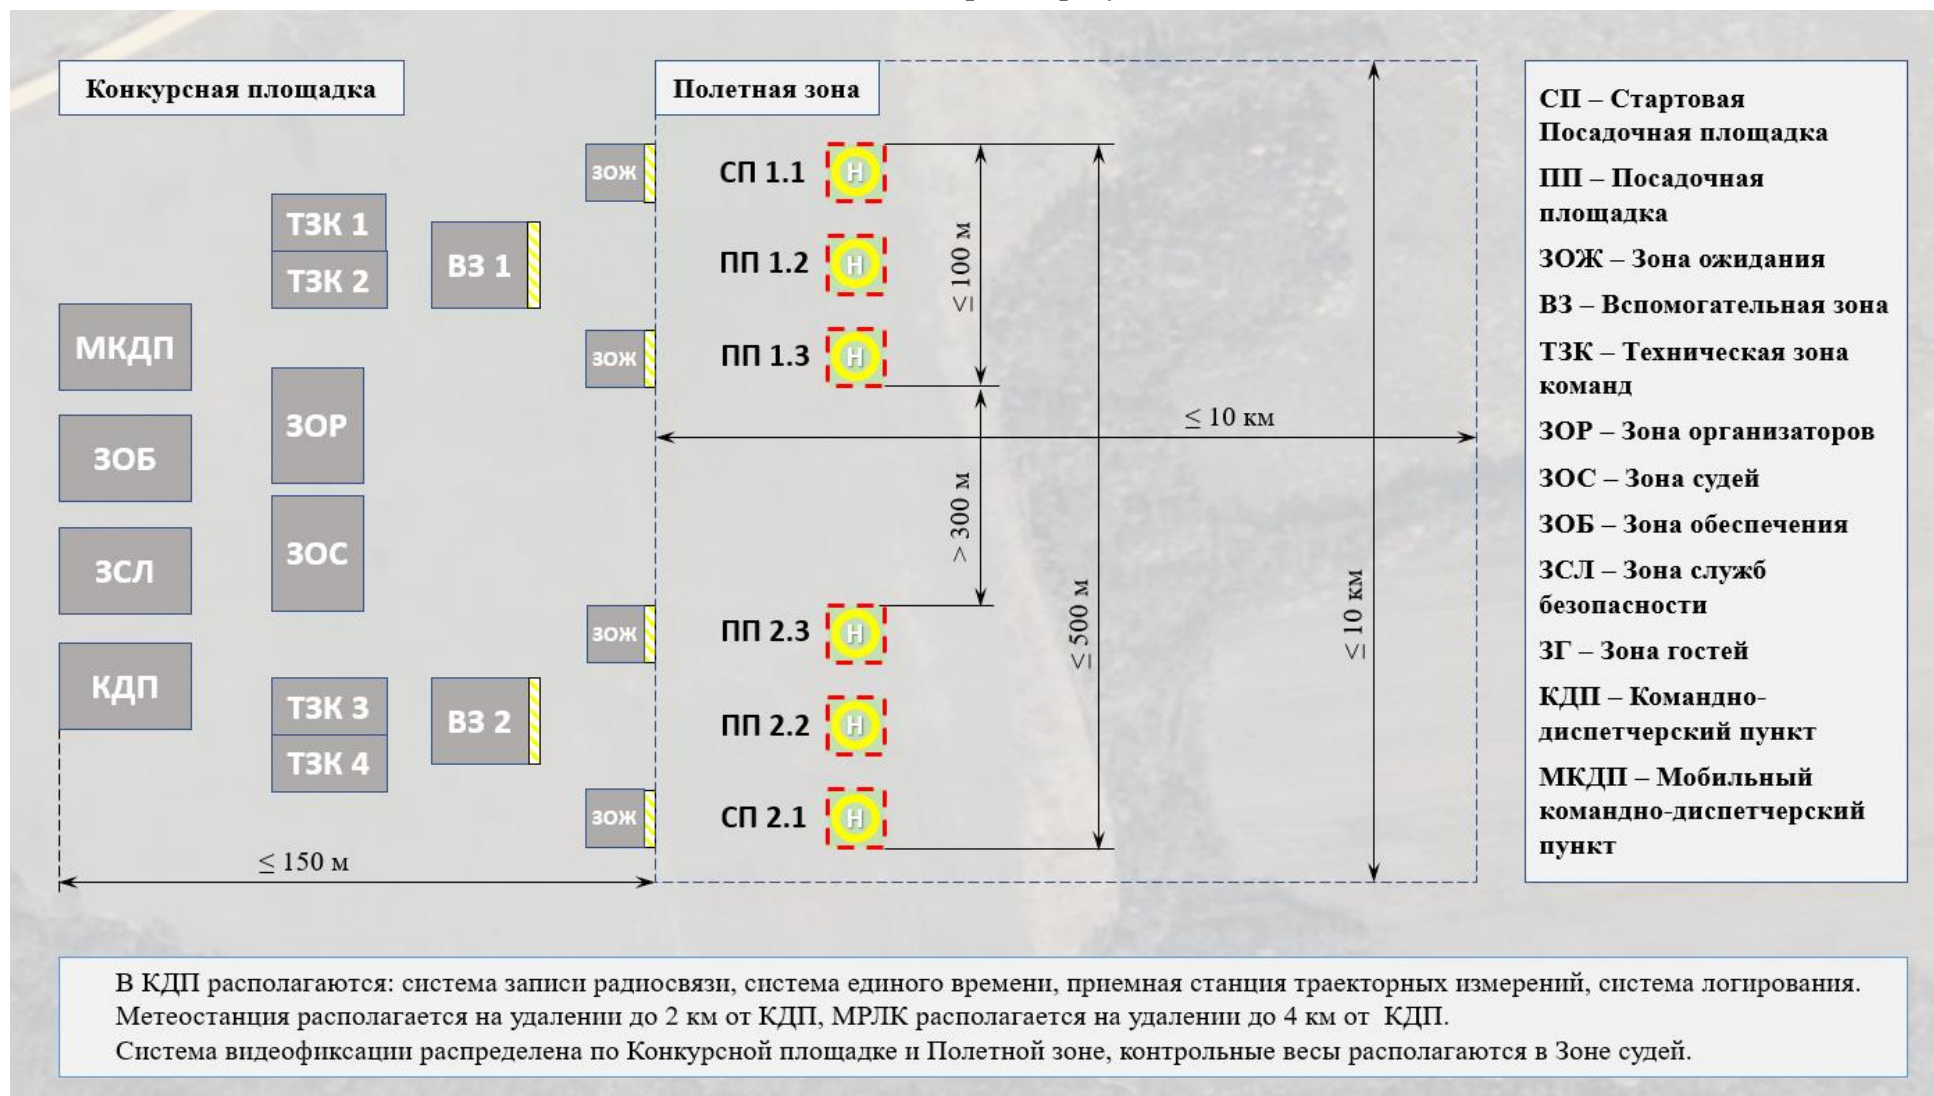 Конкурсная площадка
Полетная зона
ЗОЖ
СП 1.1
Н
ТЗК 1
ТЗК 2
ВЗ 1
ПП 1.2
Н
≤ 100 м
МКДП
ЗОЖ
ПП 1.3
Н
ЗОР
≤ 10 км
ЗОБ
ЗОС
> 300 м
ЗСЛ
≤ 500 м
≤ 10 км
ЗОЖ
ПП 2.3
Н
КДП
ТЗК 3
ТЗК 4
ВЗ 2
ПП 2.2
Н
ЗОЖ
СП 2.1
Н
≤ 150 м
СП – Стартовая
Посадочная площадка
ПП – Посадочная
площадка
ЗОЖ – Зона ожидания
ВЗ – Вспомогательная зона
ТЗК – Техническая зона
команд
ЗОР – Зона организаторов
ЗОС – Зона судей
ЗОБ – Зона обеспечения
ЗСЛ – Зона служб
безопасности
ЗГ – Зона гостей
КДП – Командно-
диспетчерский пункт
МКДП – Мобильный
командно-диспетчерский
пункт
В КДП располагаются: система записи радиосвязи, система единого времени, приемная станция траекторных измерений, система логирования.
Метеостанция располагается на удалении до 2 км от КДП, МРЛК располагается на удалении до 4 км от КДП.
Система видеофиксации распределена по Конкурсной площадке и Полетной зоне, контрольные весы располагаются в Зоне судей.